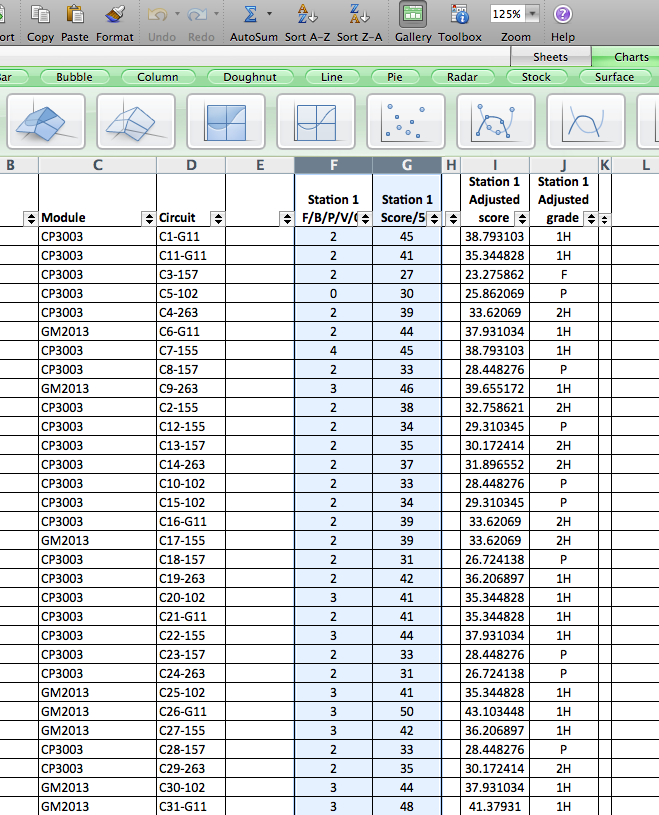 ort Copy Paste Format Undo Redo AutoSum Sort A-Z Sort Z-A Gallery Toolbox 125% Zoom Help
Sheets Charts
ar Bubble Column Doughnut Line Pie Radar Stock Surface
B C D E F G H I J K L
Module Circuit Station 1 F/B/P/V/ Station 1 Score/5 Station 1 Adjusted score Station 1 Adjusted grade
CP3003 C1-G11 2 45 38.793103 1H
CP3003 C11-G11 2 41 35.344828 1H
CP3003 C3-157 2 27 23.275862 F
CP3003 C5-102 0 30 25.862069 P
CP3003 C4-263 2 39 33.62069 2H
GM2013 C6-G11 2 44 37.931034 1H
CP3003 C7-155 4 45 38.793103 1H
CP3003 C8-157 2 33 28.448276 P
GM2013 C9-263 3 46 39.655172 1H
CP3003 C2-155 2 38 32.758621 2H
CP3003 C12-155 2 34 29.310345 P
CP3003 C13-157 2 35 30.172414 2H
CP3003 C14-263 2 37 31.896552 2H
CP3003 C10-102 2 33 28.448276 P
CP3003 C15-102 2 34 29.310345 P
CP3003 C16-G11 2 39 33.62069 2H
GM2013 C17-155 2 39 33.62069 2H
CP3003 C18-157 2 31 26.724138 P
CP3003 C19-263 2 42 36.206897 1H
CP3003 C20-102 3 41 35.344828 1H
CP3003 C21-G11 2 41 35.344828 1H
CP3003 C22-155 3 44 37.931034 1H
CP3003 C23-157 2 33 28.448276 P
CP3003 C24-263 2 31 26.724138 P
GM2013 C25-102 3 41 35.344828 1H
GM2013 C26-G11 3 50 43.103448 1H
GM2013 C27-155 3 42 36.206897 1H
CP3003 C28-157 2 33 28.448276 P
CP3003 C29-263 2 35 30.172414 2H
GM2013 C30-102 3 44 37.931034 1H
GM2013 C31-G11 3 48 41.37931 1H